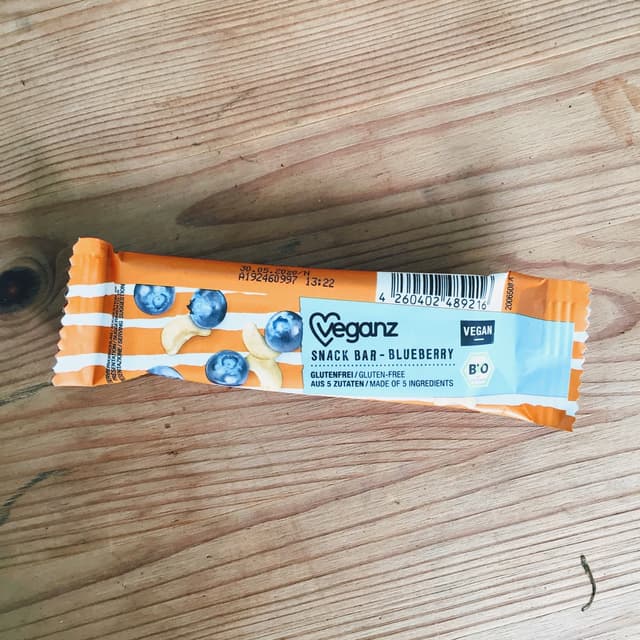 30.05.2020/N
A192460997 13:22
4 260402 489216
veganz
VEGAN
SNACK BAR - BLUEBERRY
GLUTENFREI / GLUTEN-FREE
AUS 5 ZUTATEN / MADE OF 5 INGREDIENTS
BIO